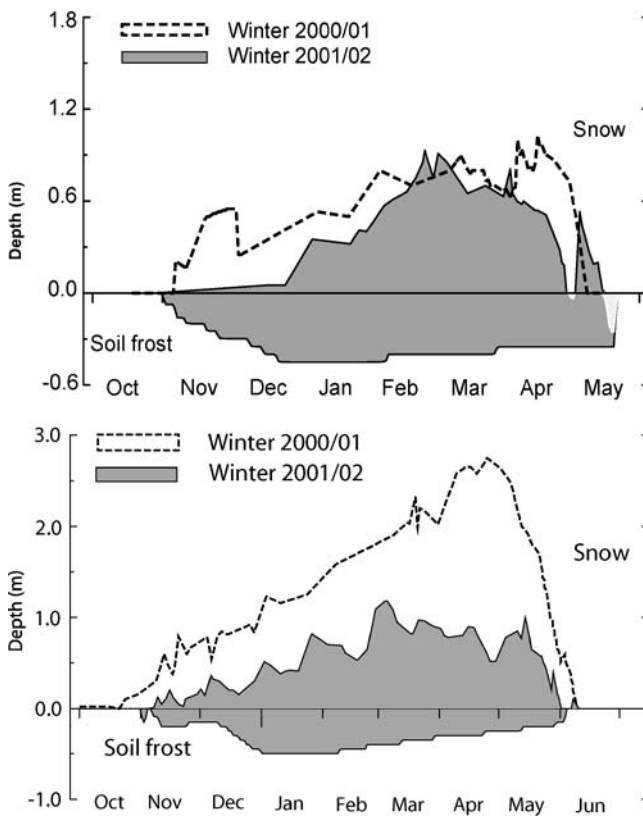 1.8
Winter 2000/01
Winter 2001/02
1.2
Snow
Depth (m)
0.6
0.0
Soil frost
-0.6
Oct Nov Dec Jan Feb Mar Apr May
3.0
Winter 2000/01
Winter 2001/02
2.0
Snow
Depth (m)
1.0
0.0
Soil frost
-1.0
Oct Nov Dec Jan Feb Mar Apr May Jun